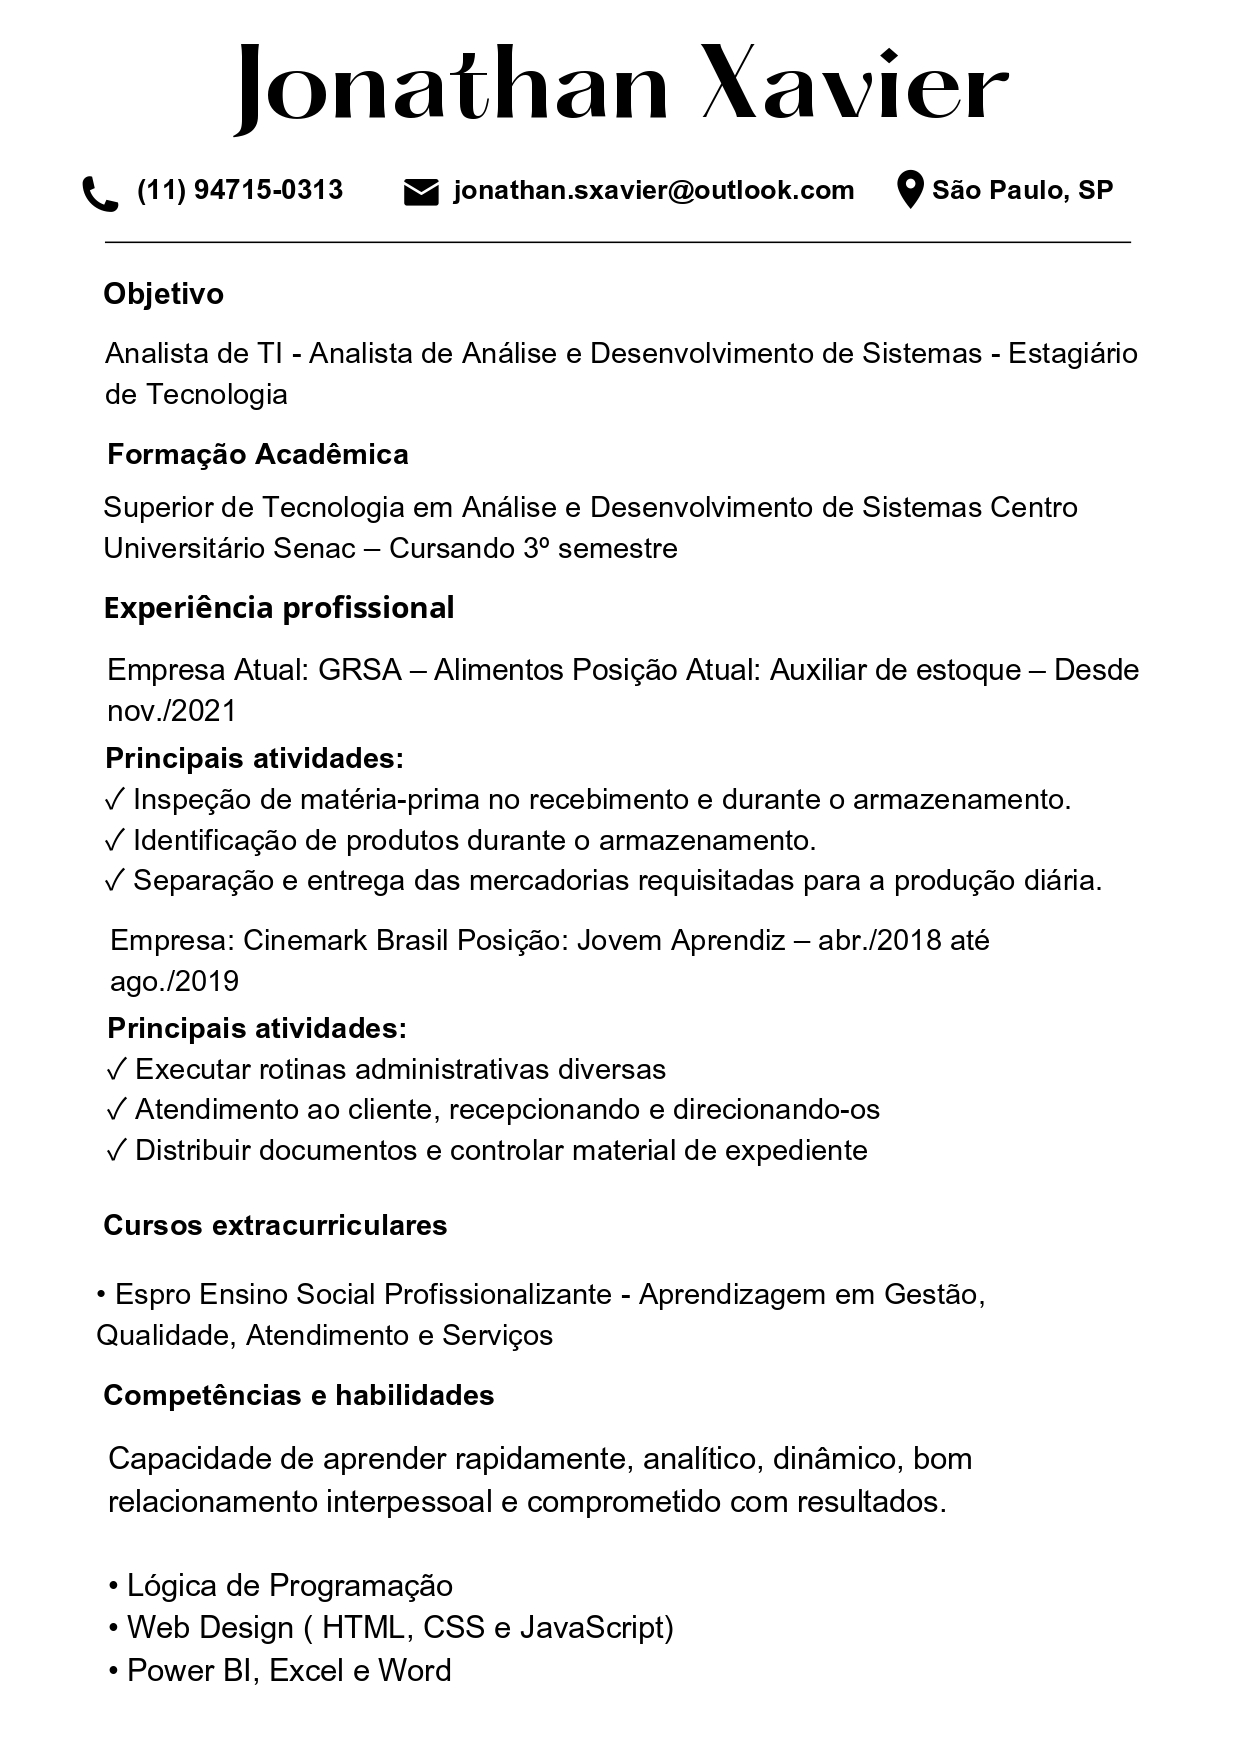 Jonathan Xavier
(11) 94715-0313 jonathan.sxavier@outlook.com São Paulo, SP
Objetivo
Analista de TI - Analista de Análise e Desenvolvimento de Sistemas - Estagiário
de Tecnologia
Formação Acadêmica
Superior de Tecnologia em Análise e Desenvolvimento de Sistemas Centro
Universitário Senac – Cursando 3º semestre
Experiência profissional
Empresa Atual: GRSA – Alimentos Posição Atual: Auxiliar de estoque – Desde
nov./2021
Principais atividades:
✓ Inspeção de matéria-prima no recebimento e durante o armazenamento.
✓ Identificação de produtos durante o armazenamento.
✓ Separação e entrega das mercadorias requisitadas para a produção diária.
Empresa: Cinemark Brasil Posição: Jovem Aprendiz – abr./2018 até
ago./2019
Principais atividades:
✓ Executar rotinas administrativas diversas
✓ Atendimento ao cliente, recepcionando e direcionando-os
✓ Distribuir documentos e controlar material de expediente
Cursos extracurriculares
• Espro Ensino Social Profissionalizante - Aprendizagem em Gestão,
Qualidade, Atendimento e Serviços
Competências e habilidades
Capacidade de aprender rapidamente, analítico, dinâmico, bom
relacionamento interpessoal e comprometido com resultados.
• Lógica de Programação
• Web Design ( HTML, CSS e JavaScript)
• Power BI, Excel e Word